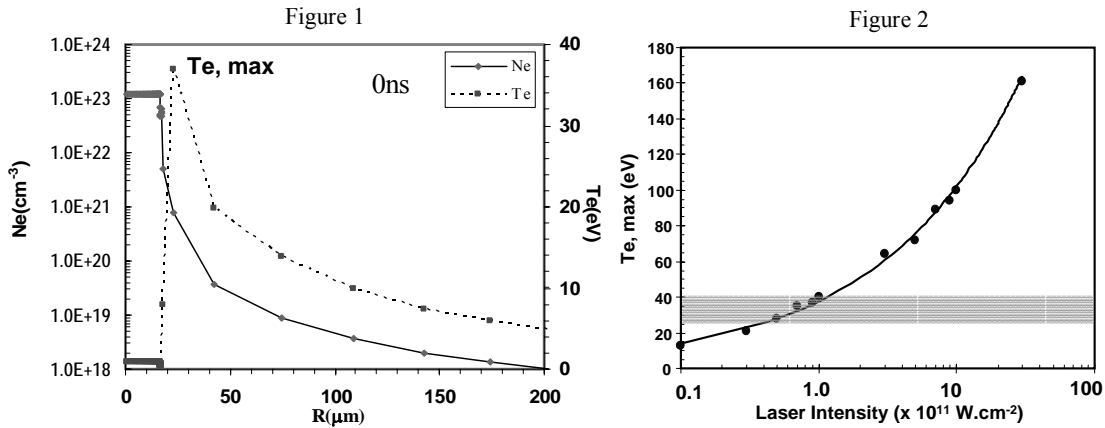 Figure 1
Figure 2
Te, max
0ns
Ne
Te
1.0E+24
1.0E+23
1.0E+22
1.0E+21
1.0E+20
1.0E+19
1.0E+18
Ne(cm-3)
40
30
20
10
0
Te(eV)
0
50
100
150
200
R(μm)
180
160
140
120
100
80
60
40
20
0
Te, max (eV)
0.1
1.0
10
100
Laser Intensity (x 10¹¹ W.cm-²)